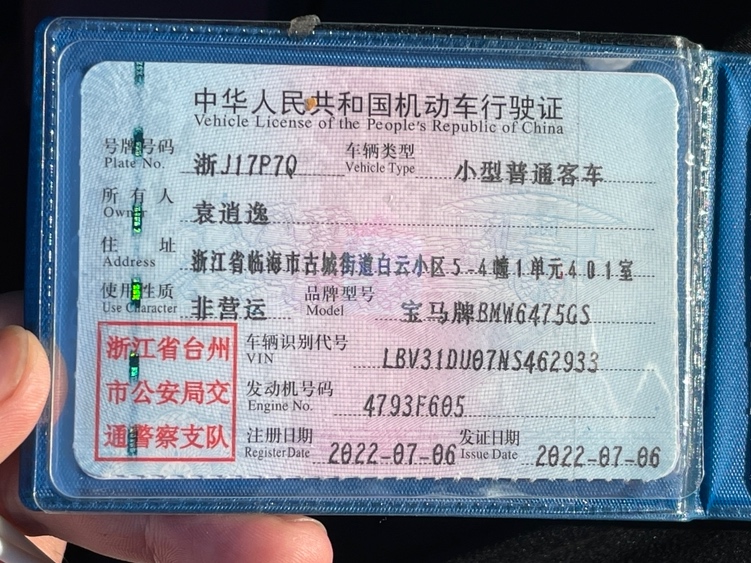 中华人民共和国机动车行驶证
Vehicle License of the People's Republic of China
号牌号码 浙J17P7Q 车辆类型 小型普通客车
Plate No. Vehicle Type
所有人 袁逍逸
Owner
住址 浙江省临海市古城街道白云小区5-4幢1单元401室
Address
使用性质 非营运 品牌型号 宝马牌BMW6475GS
Use Character Model
浙江省台州
市公安局交
通警察支队
车辆识别代号 LBV31DU07NS462933
VIN
发动机号码 4793F605
Engine No.
注册日期 2022-07-06 发证日期 2022-07-06
Register Date Issue Date